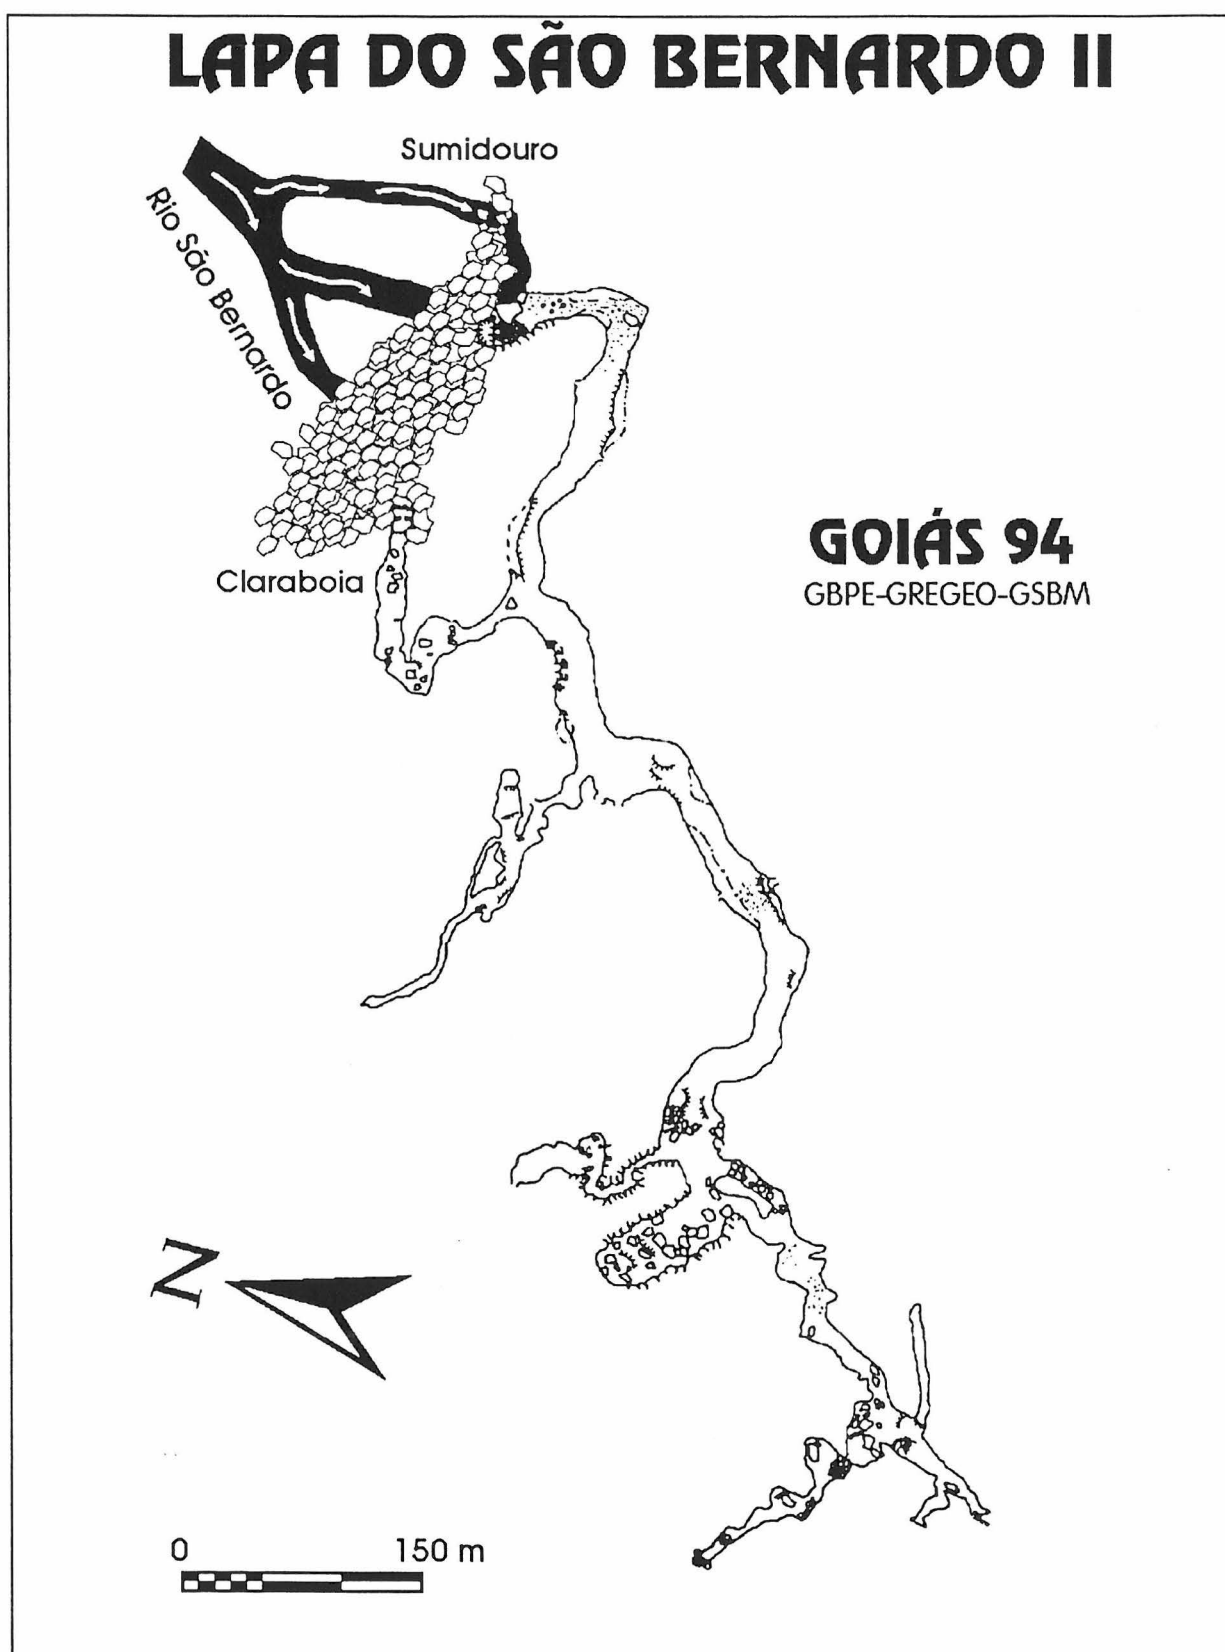 LAPA DO SÃO BERNARDO II
Sumidouro
Rio São Bernardo
Claraboia
GOIÁS 94
GBPE-GREGEO-GSBM
N
0 150 m